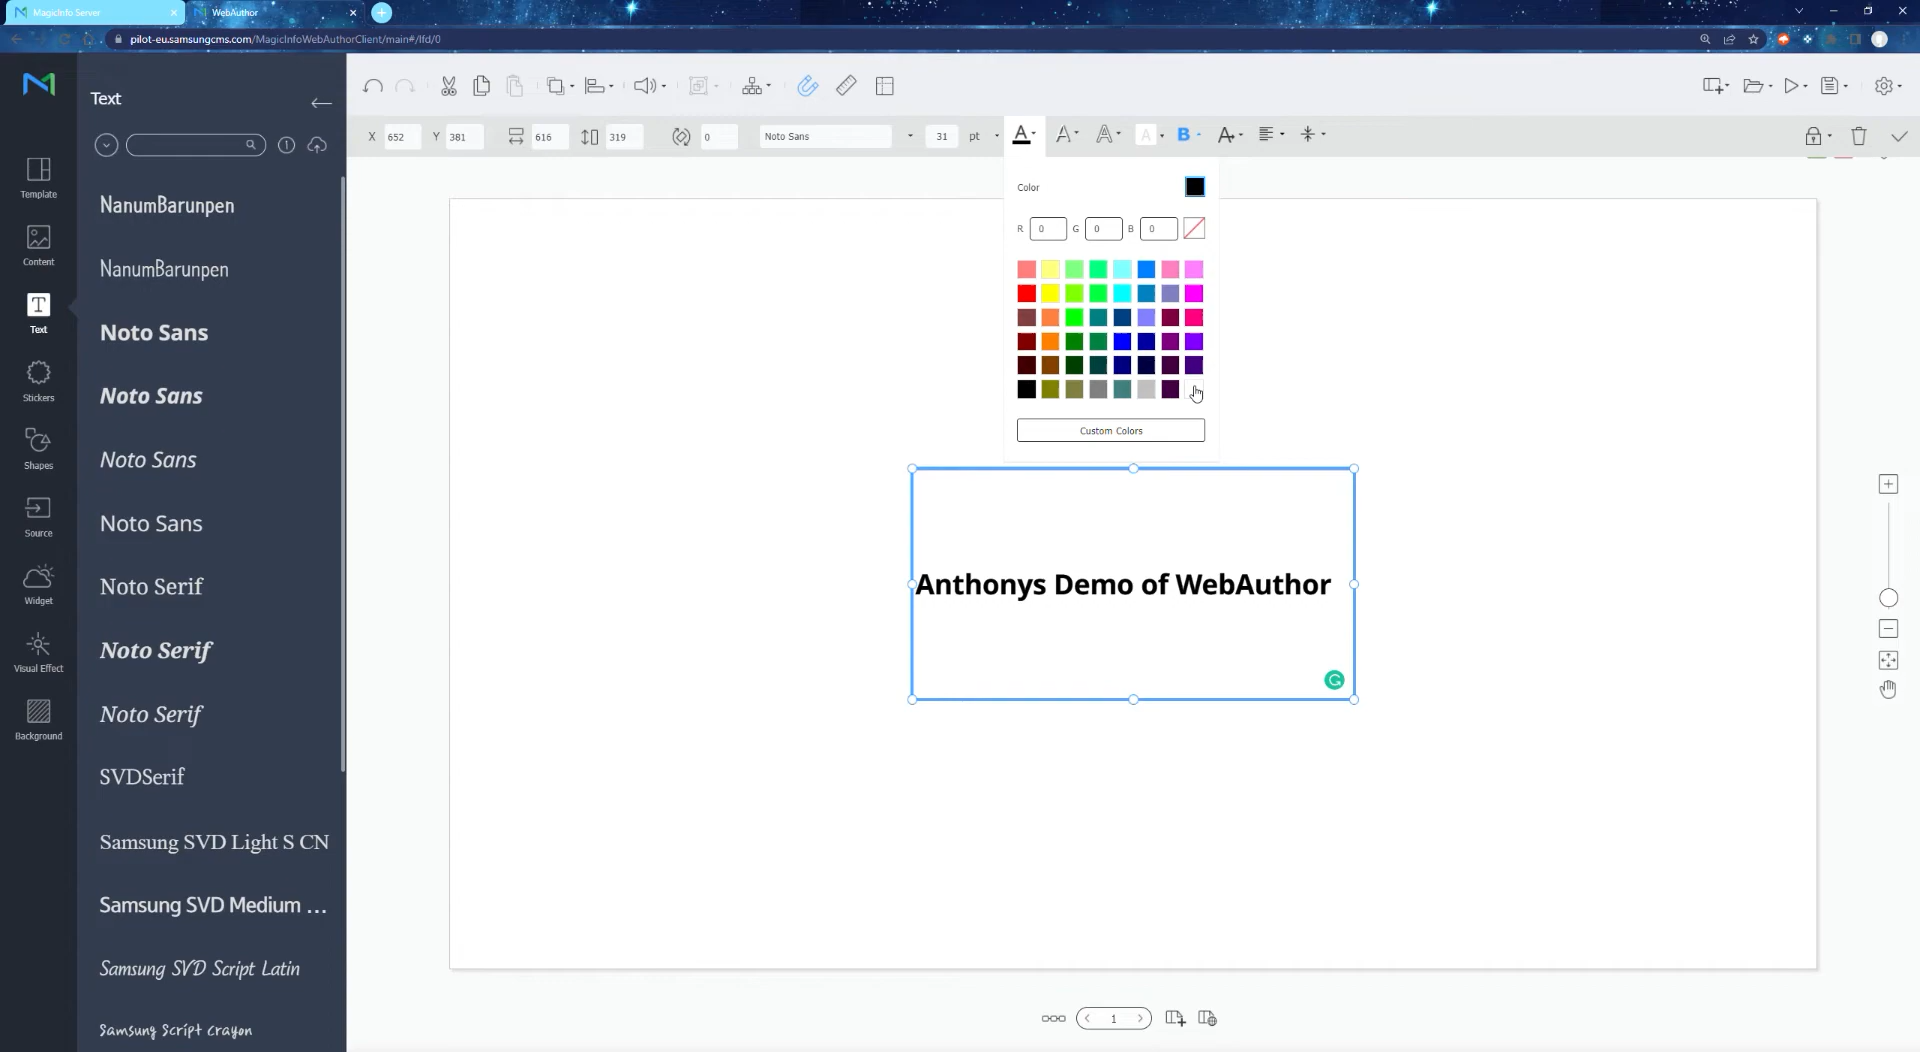 MagicInfo Server
WebAuthor
pilot-eu.samsungcms.com/MagicInfoWebAuthorClient/main#/lfd/0
Text
X 652 Y 381 616 319 0 Noto Sans 31 pt A A A A B A
Template
Content
Text
Stickers
Shapes
Source
Widget
Visual Effect
Background
NanumBarunpen
NanumBarunpen
Noto Sans
Noto Sans
Noto Sans
Noto Sans
Noto Serif
Noto Serif
Noto Serif
SVDSerif
Samsung SVD Light S CN
Samsung SVD Medium ...
Samsung SVD Script Latin
Samsung Script Crayon
Color
R 0 G 0 B 0
Custom Colors
Anthonys Demo of WebAuthor
1